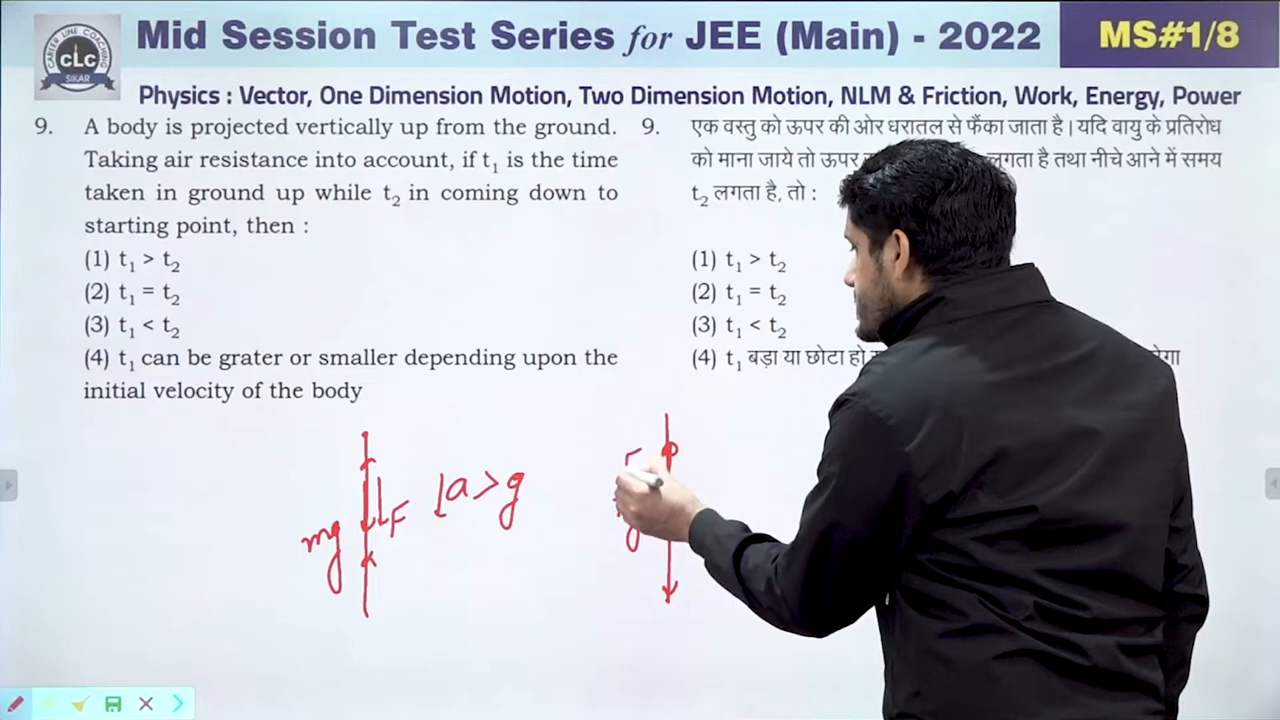 CAREER LINE COACHING
CLC
SIKAR
Mid Session Test Series for JEE (Main) - 2022
MS#1/8
Physics : Vector, One Dimension Motion, Two Dimension Motion, NLM & Friction, Work, Energy, Power
9. A body is projected vertically up from the ground.
Taking air resistance into account, if t₁ is the time
taken in ground up while t₂ in coming down to
starting point, then :
(1) t₁ > t₂
(2) t₁ = t₂
(3) t₁ < t₂
(4) t₁ can be grater or smaller depending upon the
initial velocity of the body
9. एक वस्तु को ऊपर की ओर धरातल से फैंका जाता है। यदि वायु के प्रतिरोध
को माना जाये तो ऊपर लगता है तथा नीचे आने में समय
t₂ लगता है, तो :
(1) t₁ > t₂
(2) t₁ = t₂
(3) t₁ < t₂
(4) t₁ बड़ा या छोटा हो
mg
F
a > g